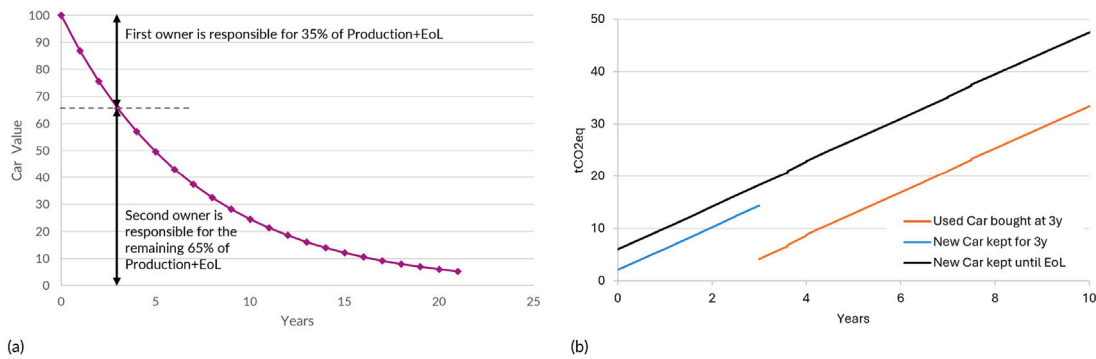 100
90
80
70
60
50
40
30
20
10
0
Car Value
First owner is responsible for 35% of Production+EoL
Second owner is
responsible for the
remaining 65% of
Production+EoL
0 5 10 15 20 25
Years
(a)
50
40
30
20
10
0
tCO2eq
Used Car bought at 3y
New Car kept for 3y
New Car kept until EoL
0 2 4 6 8 10
Years
(b)